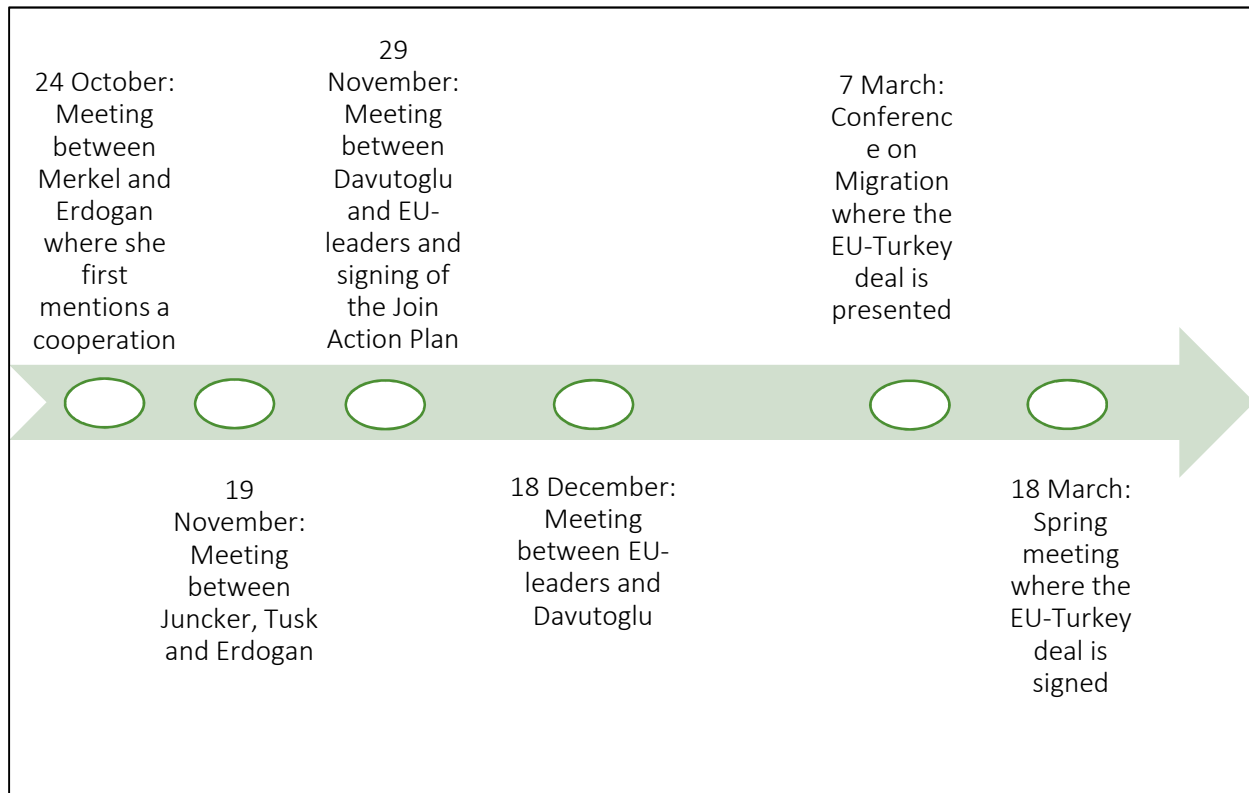 24 October:
Meeting
between
Merkel and
Erdogan
where she
first
mentions a
cooperation
19
November:
Meeting
between
Juncker, Tusk
and Erdogan
29
November:
Meeting
between
Davutoglu
and EU-
leaders and
signing of
the Join
Action Plan
18 December:
Meeting
between EU-
leaders and
Davutoglu
7 March:
Conferenc
e on
Migration
where the
EU-Turkey
deal is
presented
18 March:
Spring
meeting
where the
EU-Turkey
deal is
signed